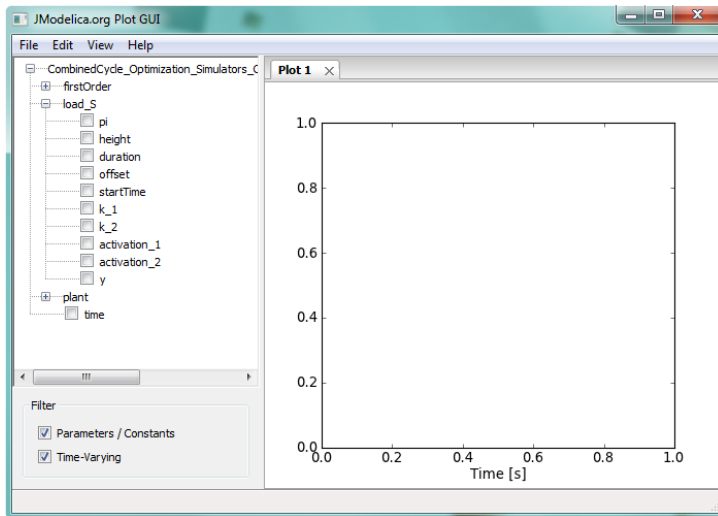 JModelica.org Plot GUI
File Edit View Help
CombinedCycle_Optimization_Simulators_C
firstOrder
load_S
pi
height
duration
offset
startTime
k_1
k_2
activation_1
activation_2
y
plant
time
Filter
Parameters / Constants
Time-Varying
Plot 1
1.0
0.8
0.6
0.4
0.2
0.0
0.0 0.2 0.4 0.6 0.8 1.0
Time [s]